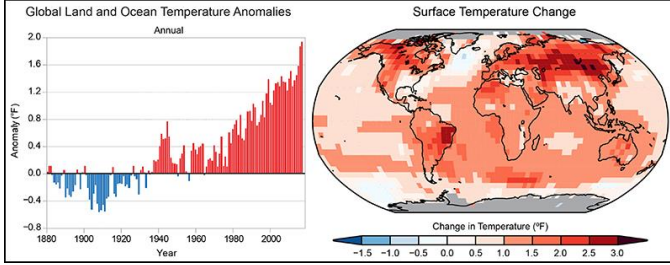 Global Land and Ocean Temperature Anomalies
Annual
2.0
1.6
1.2
0.8
0.4
0.0
−0.4
−0.8
Anomaly (°F)
1880 1900 1920 1940 1960 1980 2000
Year
Surface Temperature Change
Change in Temperature (°F)
−1.5 −1.0 −0.5 0.0 0.5 1.0 1.5 2.0 2.5 3.0